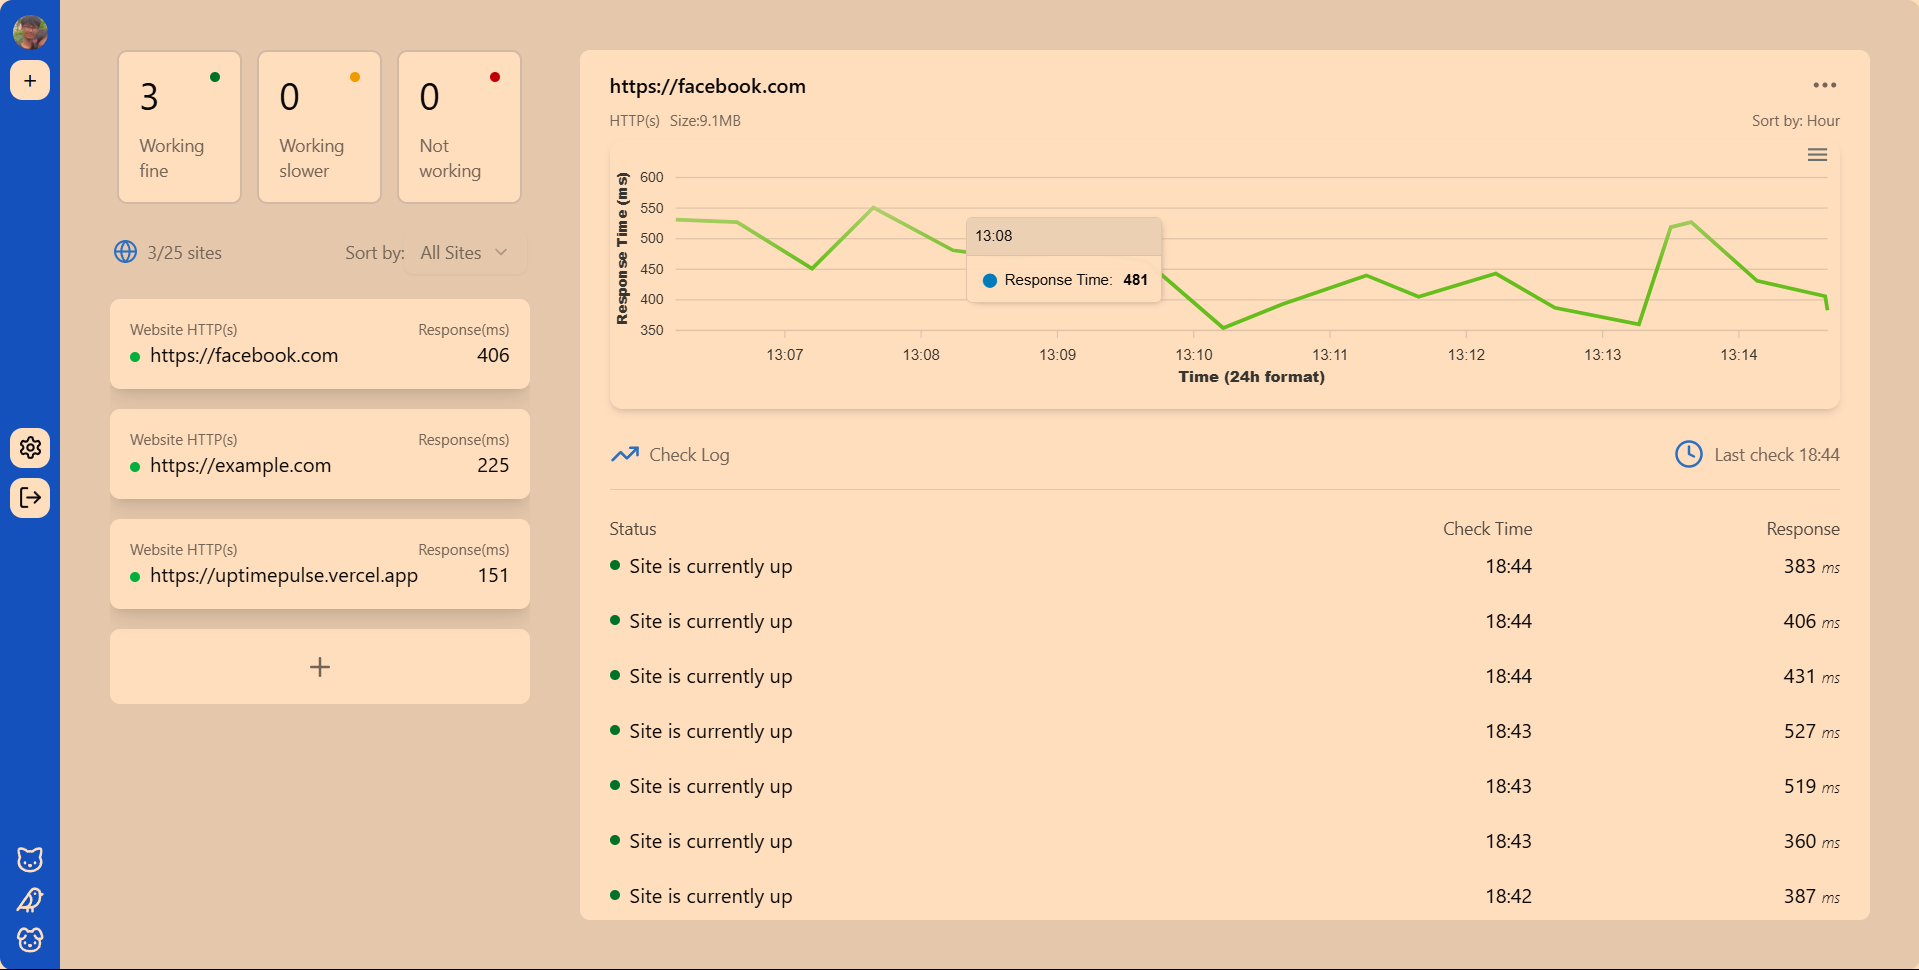 3
Working
fine
0
Working
slower
0
Not
working
3/25 sites
Sort by: All Sites
Website HTTP(s) Response(ms)
https://facebook.com 406
Website HTTP(s) Response(ms)
https://example.com 225
Website HTTP(s) Response(ms)
https://uptimepulse.vercel.app 151
+
https://facebook.com
HTTP(s) Size:9.1MB
Sort by: Hour
Response Time (ms)
600
550
500
450
400
350
13:08
Response Time: 481
13:07 13:08 13:09 13:10 13:11 13:12 13:13 13:14
Time (24h format)
Check Log
Last check 18:44
Status Check Time Response
Site is currently up 18:44 383 ms
Site is currently up 18:44 406 ms
Site is currently up 18:44 431 ms
Site is currently up 18:43 527 ms
Site is currently up 18:43 519 ms
Site is currently up 18:43 360 ms
Site is currently up 18:42 387 ms